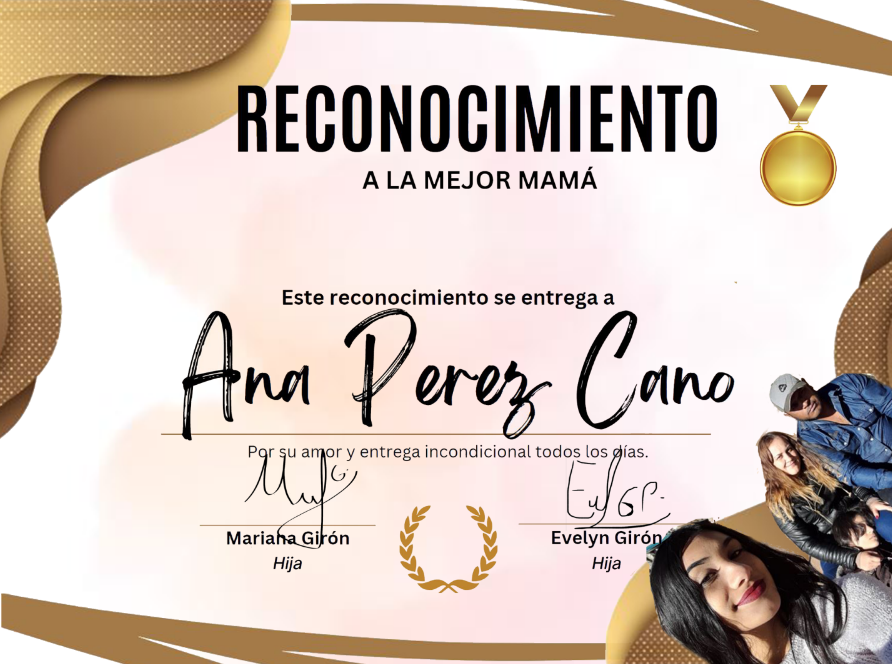 RECONOCIMIENTO
A LA MEJOR MAMÁ
Este reconocimiento se entrega a
Ana Perez Cano
Por su amor y entrega incondicional todos los días.
Mariana Girón
Evelyn Girón
Hija
Hija